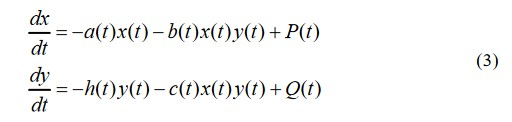 dx/dt = −a(t)x(t) − b(t)x(t)y(t) + P(t)
dy/dt = −h(t)y(t) − c(t)x(t)y(t) + Q(t)
(3)